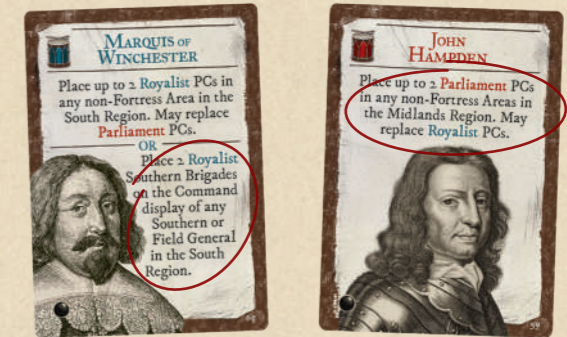 MARQUIS OF
WINCHESTER
Place up to 2 Royalist PCs in
any non-Fortress Area in the
South Region. May replace
Parliament PCs.
OR
Place 2 Royalist
Southern Brigades
on the Command
display of any
Southern or
Field General
in the South
Region.
JOHN
HAMPDEN
Place up to 2 Parliament PCs
in any non-Fortress Areas in
the Midlands Region. May
replace Royalist PCs.
59